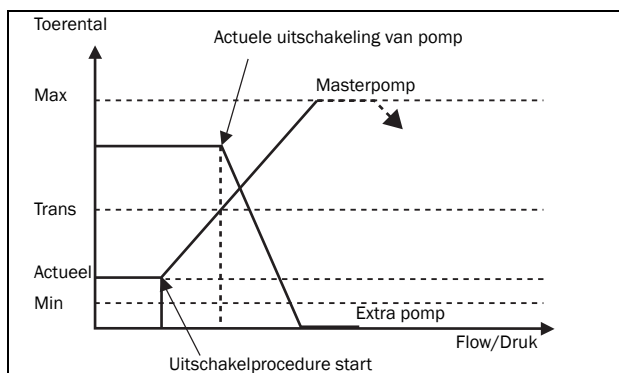 Toerental
Actuele uitschakeling van pomp
Masterpomp
Max
Trans
Actueel
Min
Extra pomp
Flow/Druk
Uitschakelprocedure start